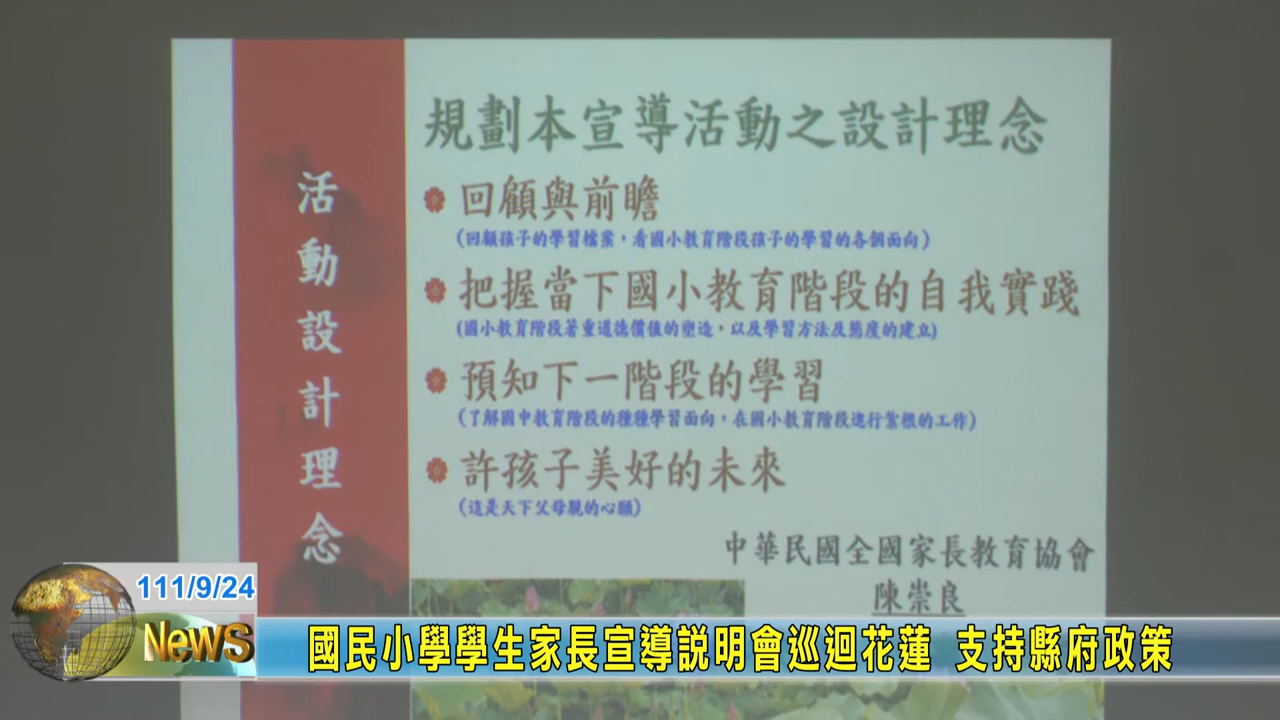 活動設計理念
規劃本宣導活動之設計理念
回顧與前瞻
(回顧孩子的學習檔案，看國小教育階段孩子的學習的各個面向)
把握當下國小教育階段的自我實踐
(國小教育階段著重道德價值的塑造，以及學習方法及態度的建立)
預知下一階段的學習
(了解國中教育階段的種種學習面向，在國小教育階段進行紮根的工作)
許孩子美好的未來
(這是天下父母親的心願)
中華民國全國家長教育協會
陳崇良
111/9/24
News
國民小學學生家長宣導説明會巡迴花蓮 支持縣府政策